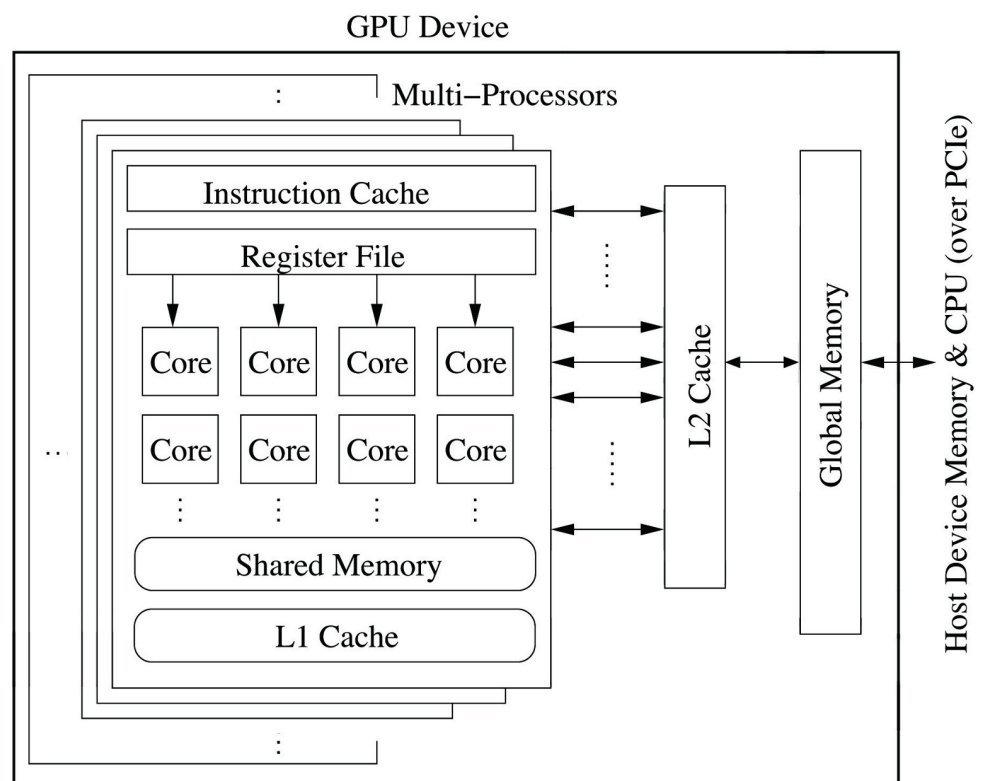 GPU Device
Multi−Processors
Instruction Cache
Register File
Core Core Core Core
Core Core Core Core
Shared Memory
L1 Cache
L2 Cache
Global Memory
Host Device Memory & CPU (over PCIe)